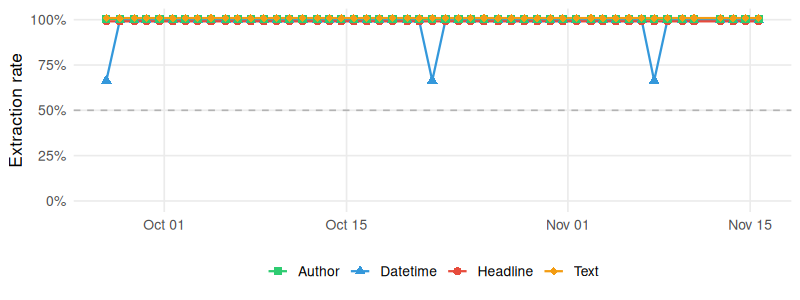 Extraction rate
100%
75%
50%
25%
0%
Oct 01 Oct 15 Nov 01 Nov 15
Author Datetime Headline Text